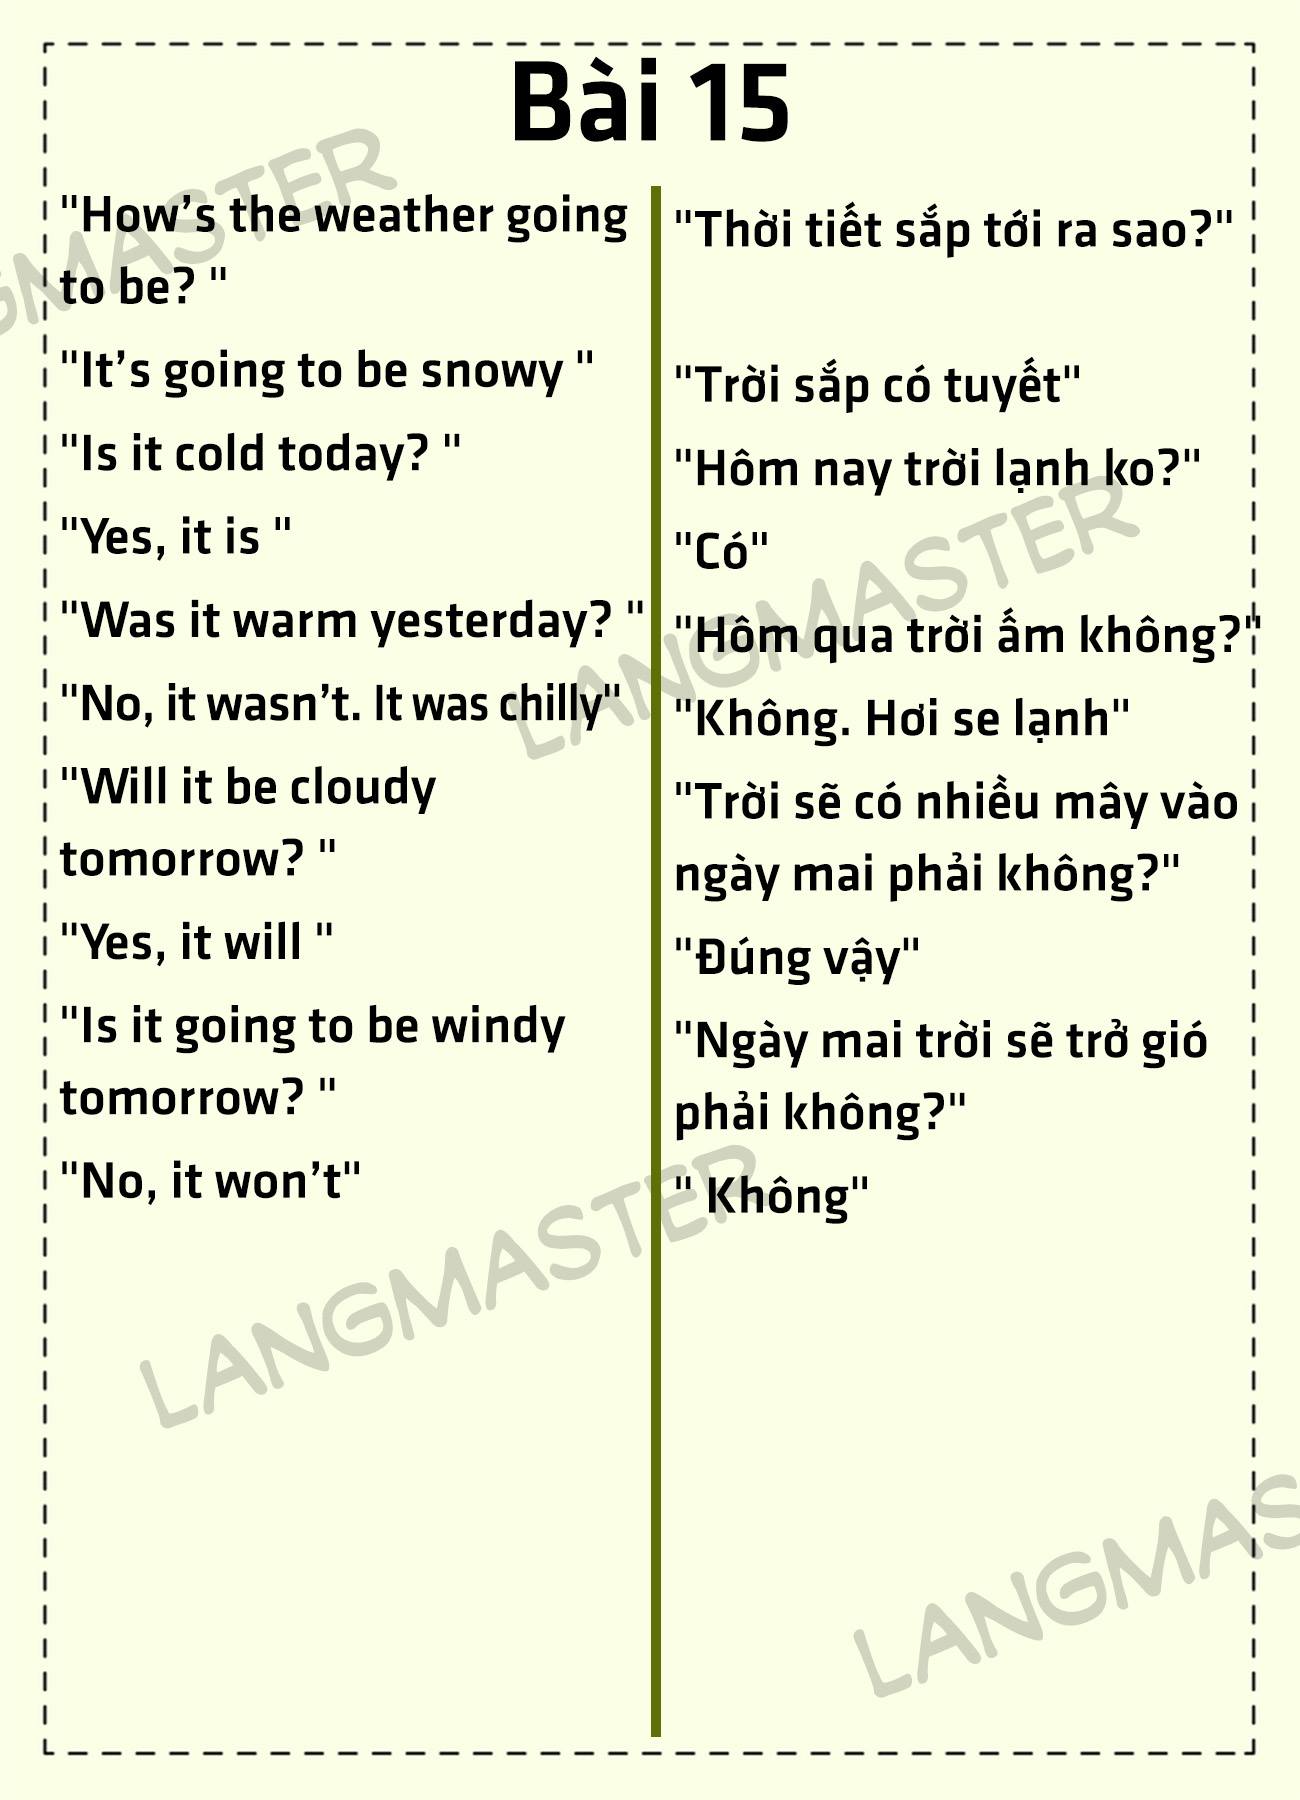 Bài 15
"How’s the weather going
to be? "
"It’s going to be snowy "
"Is it cold today? "
"Yes, it is "
"Was it warm yesterday? "
"No, it wasn’t. It was chilly"
"Will it be cloudy
tomorrow? "
"Yes, it will "
"Is it going to be windy
tomorrow? "
"No, it won’t"
"Thời tiết sắp tới ra sao?"
"Trời sắp có tuyết"
"Hôm nay trời lạnh ko?"
"Có"
"Hôm qua trời ấm không?"
"Không. Hơi se lạnh"
"Trời sẽ có nhiều mây vào
ngày mai phải không?"
"Đúng vậy"
"Ngày mai trời sẽ trở gió
phải không?"
" Không"
GMASTER
LANGMASTER
LANGMASTER
LANGMAS